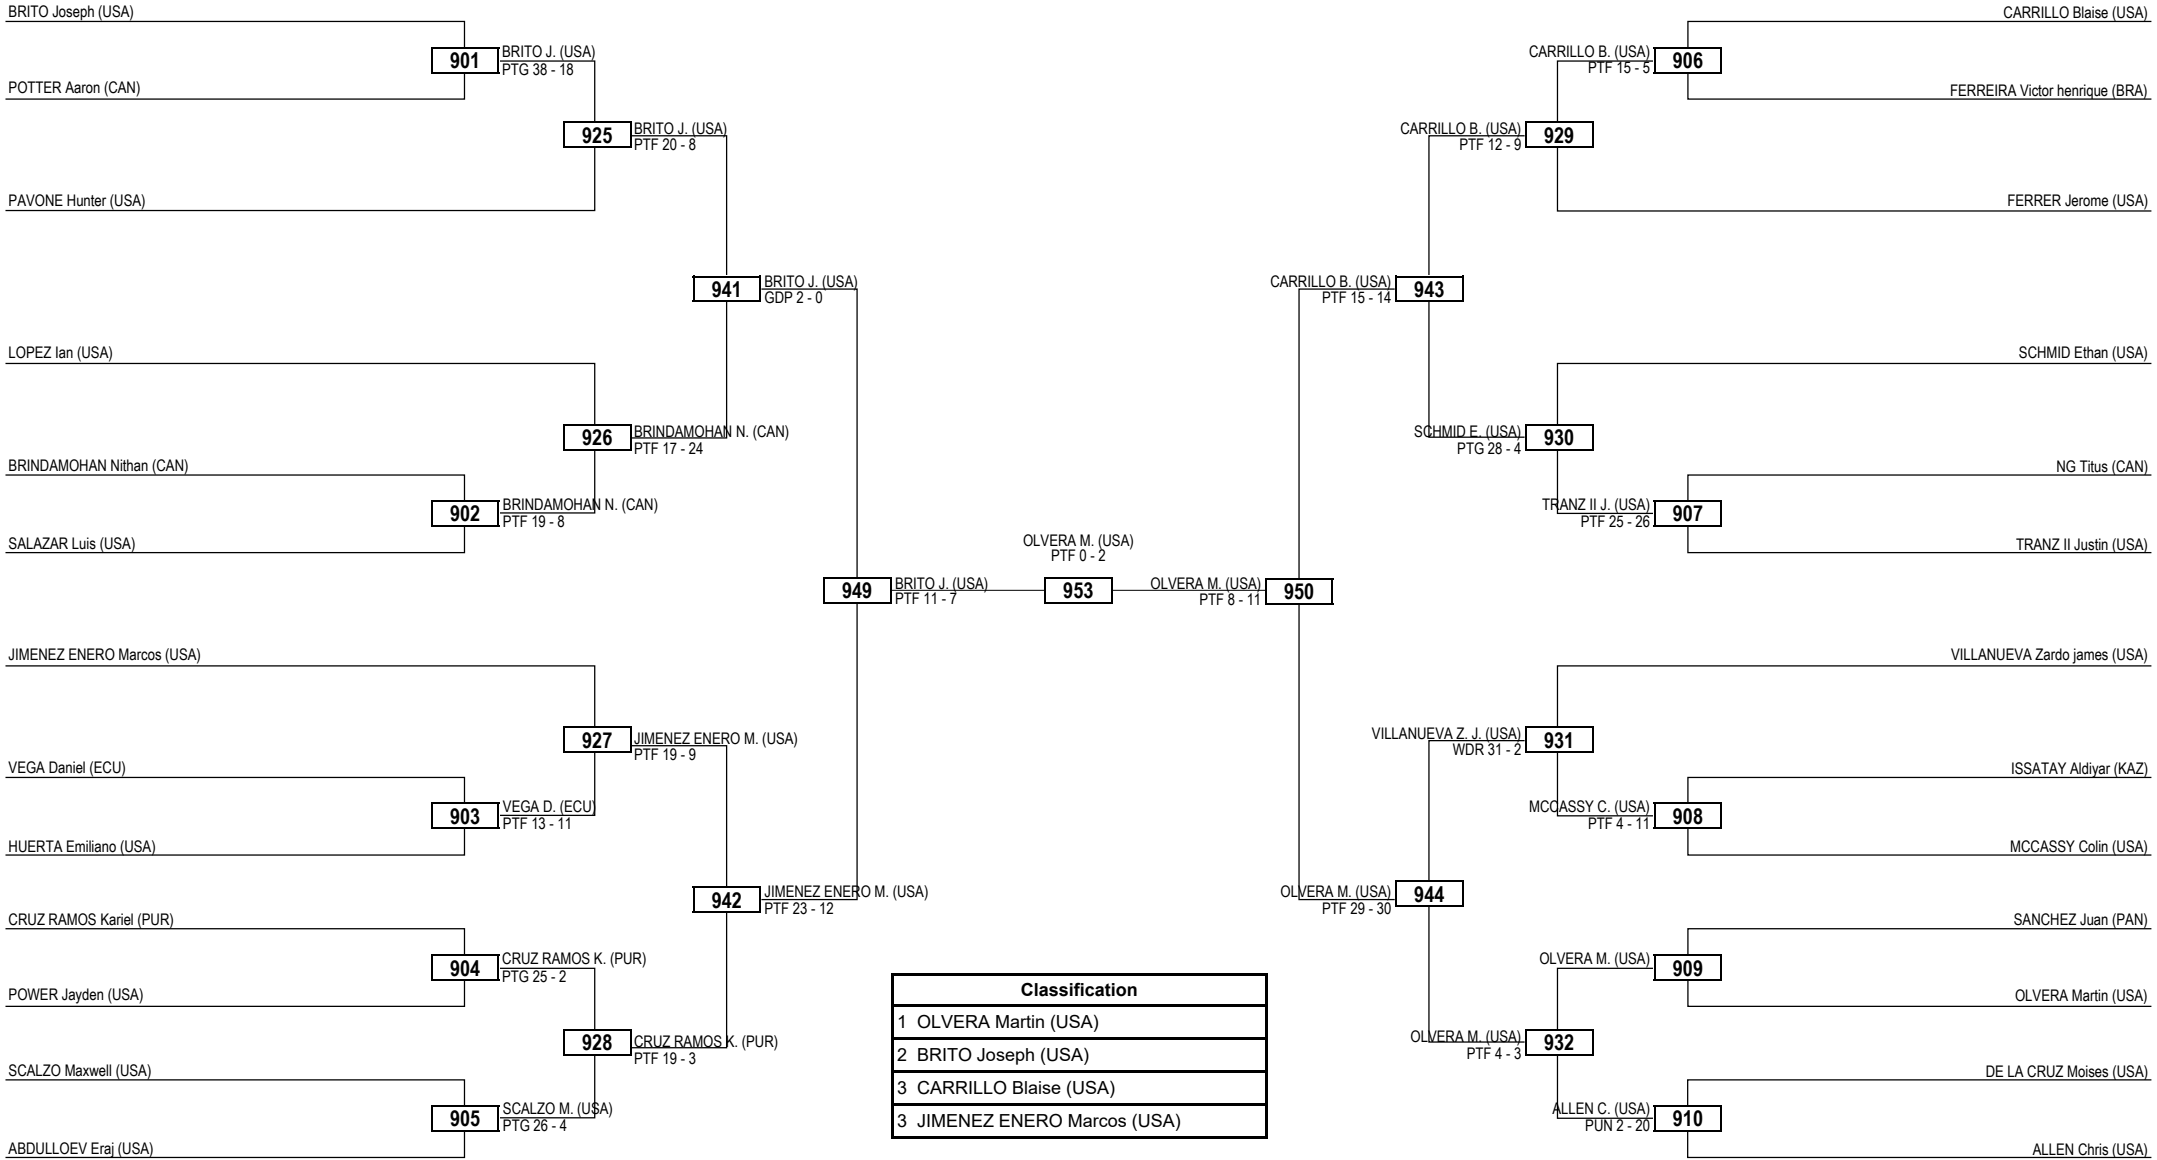 BRITO Joseph (USA)
901
BRITO J. (USA)
PTG 38 - 18
POTTER Aaron (CAN)
925
BRITO J. (USA)
PTF 20 - 8
PAVONE Hunter (USA)
941
BRITO J. (USA)
GDP 2 - 0
LOPEZ Ian (USA)
926
BRINDAMOHAN N. (CAN)
PTF 17 - 24
BRINDAMOHAN Nithan (CAN)
902
BRINDAMOHAN N. (CAN)
PTF 19 - 8
SALAZAR Luis (USA)
949
BRITO J. (USA)
PTF 11 - 7
JIMENEZ ENERO Marcos (USA)
927
JIMENEZ ENERO M. (USA)
PTF 19 - 9
VEGA Daniel (ECU)
903
VEGA D. (ECU)
PTF 13 - 11
HUERTA Emiliano (USA)
942
JIMENEZ ENERO M. (USA)
PTF 23 - 12
CRUZ RAMOS Kariel (PUR)
904
CRUZ RAMOS K. (PUR)
PTG 25 - 2
POWER Jayden (USA)
928
CRUZ RAMOS K. (PUR)
PTF 19 - 3
SCALZO Maxwell (USA)
905
SCALZO M. (USA)
PTG 26 - 4
ABDULLOEV Eraj (USA)
OLVERA M. (USA)
PTF 0 - 2
953
CARRILLO Blaise (USA)
CARRILLO B. (USA)
PTF 15 - 5
906
FERREIRA Victor henrique (BRA)
CARRILLO B. (USA)
PTF 12 - 9
929
FERRER Jerome (USA)
CARRILLO B. (USA)
PTF 15 - 14
943
SCHMID Ethan (USA)
SCHMID E. (USA)
PTG 28 - 4
930
NG Titus (CAN)
TRANZ II J. (USA)
PTF 25 - 26
907
TRANZ II Justin (USA)
OLVERA M. (USA)
PTF 8 - 11
950
VILLANUEVA Zardo james (USA)
VILLANUEVA Z. J. (USA)
WDR 31 - 2
931
ISSATAY Aldiyar (KAZ)
MCCASSY C. (USA)
PTF 4 - 11
908
MCCASSY Colin (USA)
OLVERA M. (USA)
PTF 29 - 30
944
SANCHEZ Juan (PAN)
OLVERA M. (USA)
909
OLVERA Martin (USA)
OLVERA M. (USA)
PTF 4 - 3
932
DE LA CRUZ Moises (USA)
ALLEN C. (USA)
PUN 2 - 20
910
ALLEN Chris (USA)
Classification
1 OLVERA Martin (USA)
2 BRITO Joseph (USA)
3 CARRILLO Blaise (USA)
3 JIMENEZ ENERO Marcos (USA)